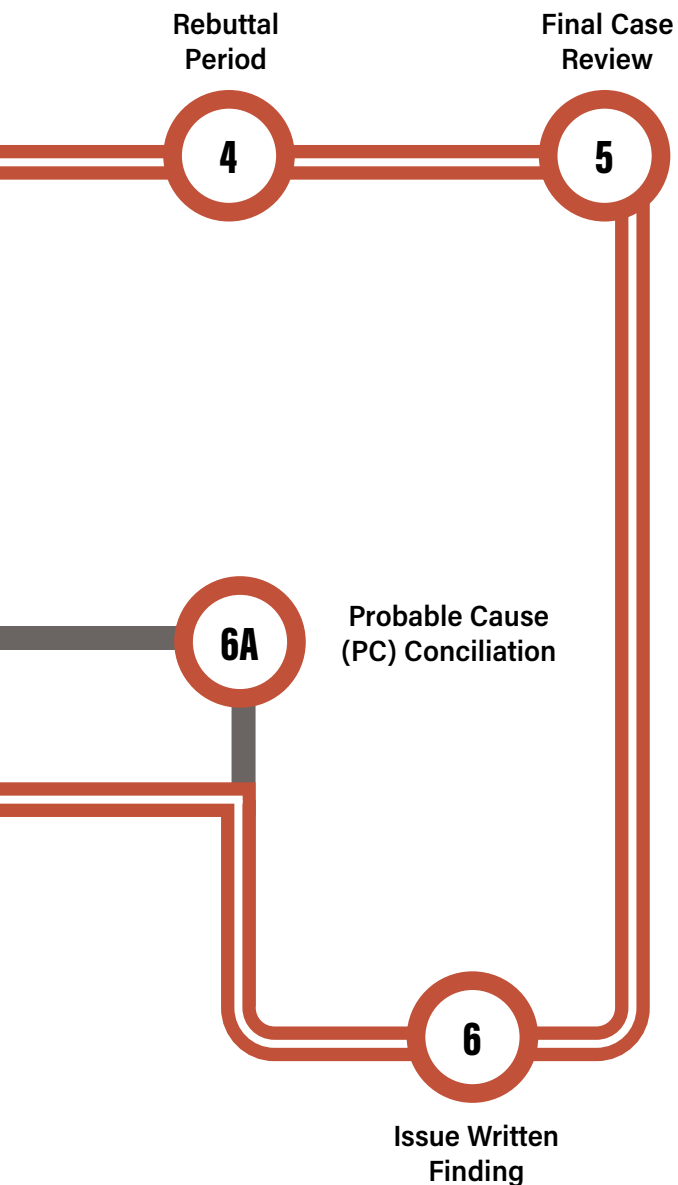 Rebuttal
Period
Final Case
Review
4
5
6A
Probable Cause
(PC) Conciliation
6
Issue Written
Finding